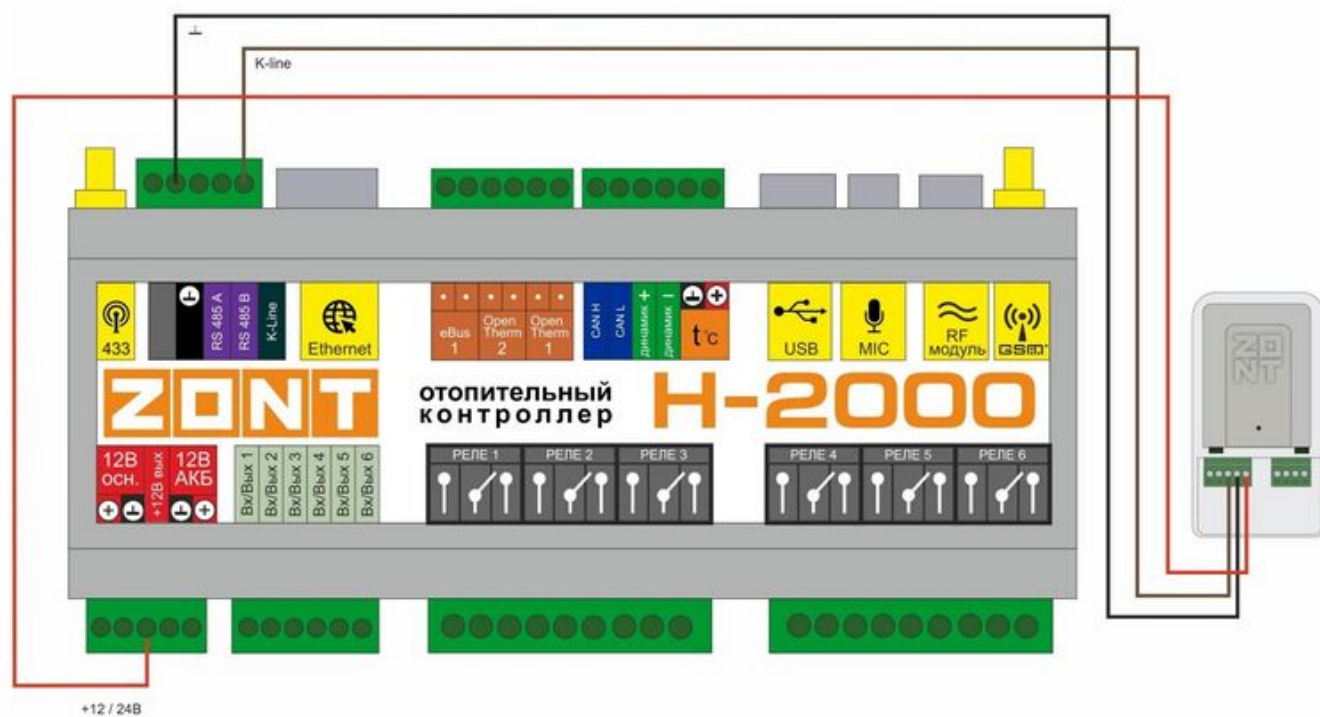 K-line
433
RS 485 A
RS 485 B
K-Line
Ethernet
eBus
1
Open
Therm
2
Open
Therm
1
CAN H
CAN L
динамик +
динамик −
t°C
USB
MIC
RF
модуль
GSM
ZONT
отопительный
контроллер
H-2000
12В
осн.
+12В вых
12В
АКБ
Вх/Вых 1
Вх/Вых 2
Вх/Вых 3
Вх/Вых 4
Вх/Вых 5
Вх/Вых 6
РЕЛЕ 1
РЕЛЕ 2
РЕЛЕ 3
РЕЛЕ 4
РЕЛЕ 5
РЕЛЕ 6
ZO
NT
+12 / 24В